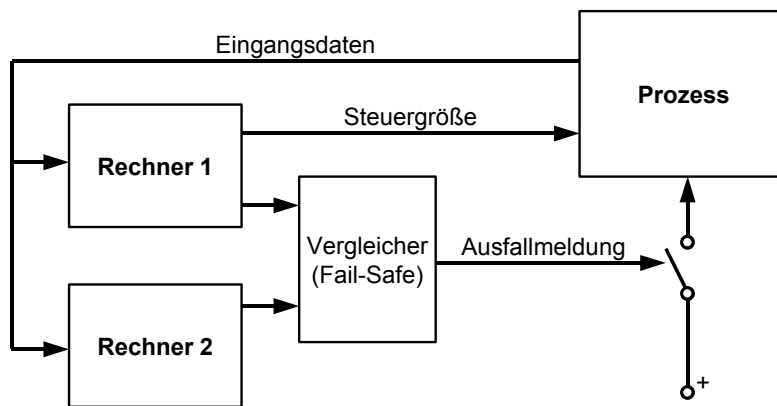 Eingangsdaten
Prozess
Steuergröße
Rechner 1
Vergleicher
(Fail-Safe)
Ausfallmeldung
Rechner 2
+